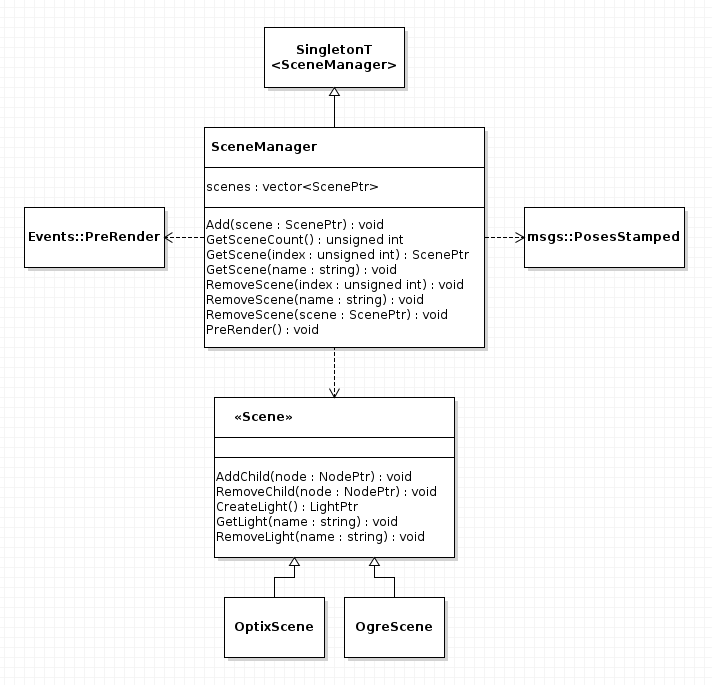 SingletonT
<SceneManager>
SceneManager
scenes : vector<ScenePtr>
Events::PreRender
msgs::PosesStamped
Add(scene : ScenePtr) : void
GetSceneCount() : unsigned int
GetScene(index : unsigned int) : ScenePtr
GetScene(name : string) : void
RemoveScene(index : unsigned int) : void
RemoveScene(name : string) : void
RemoveScene(scene : ScenePtr) : void
PreRender() : void
«Scene»
AddChild(node : NodePtr) : void
RemoveChild(node : NodePtr) : void
CreateLight() : LightPtr
GetLight(name : string) : void
RemoveLight(name : string) : void
OptixScene
OgreScene